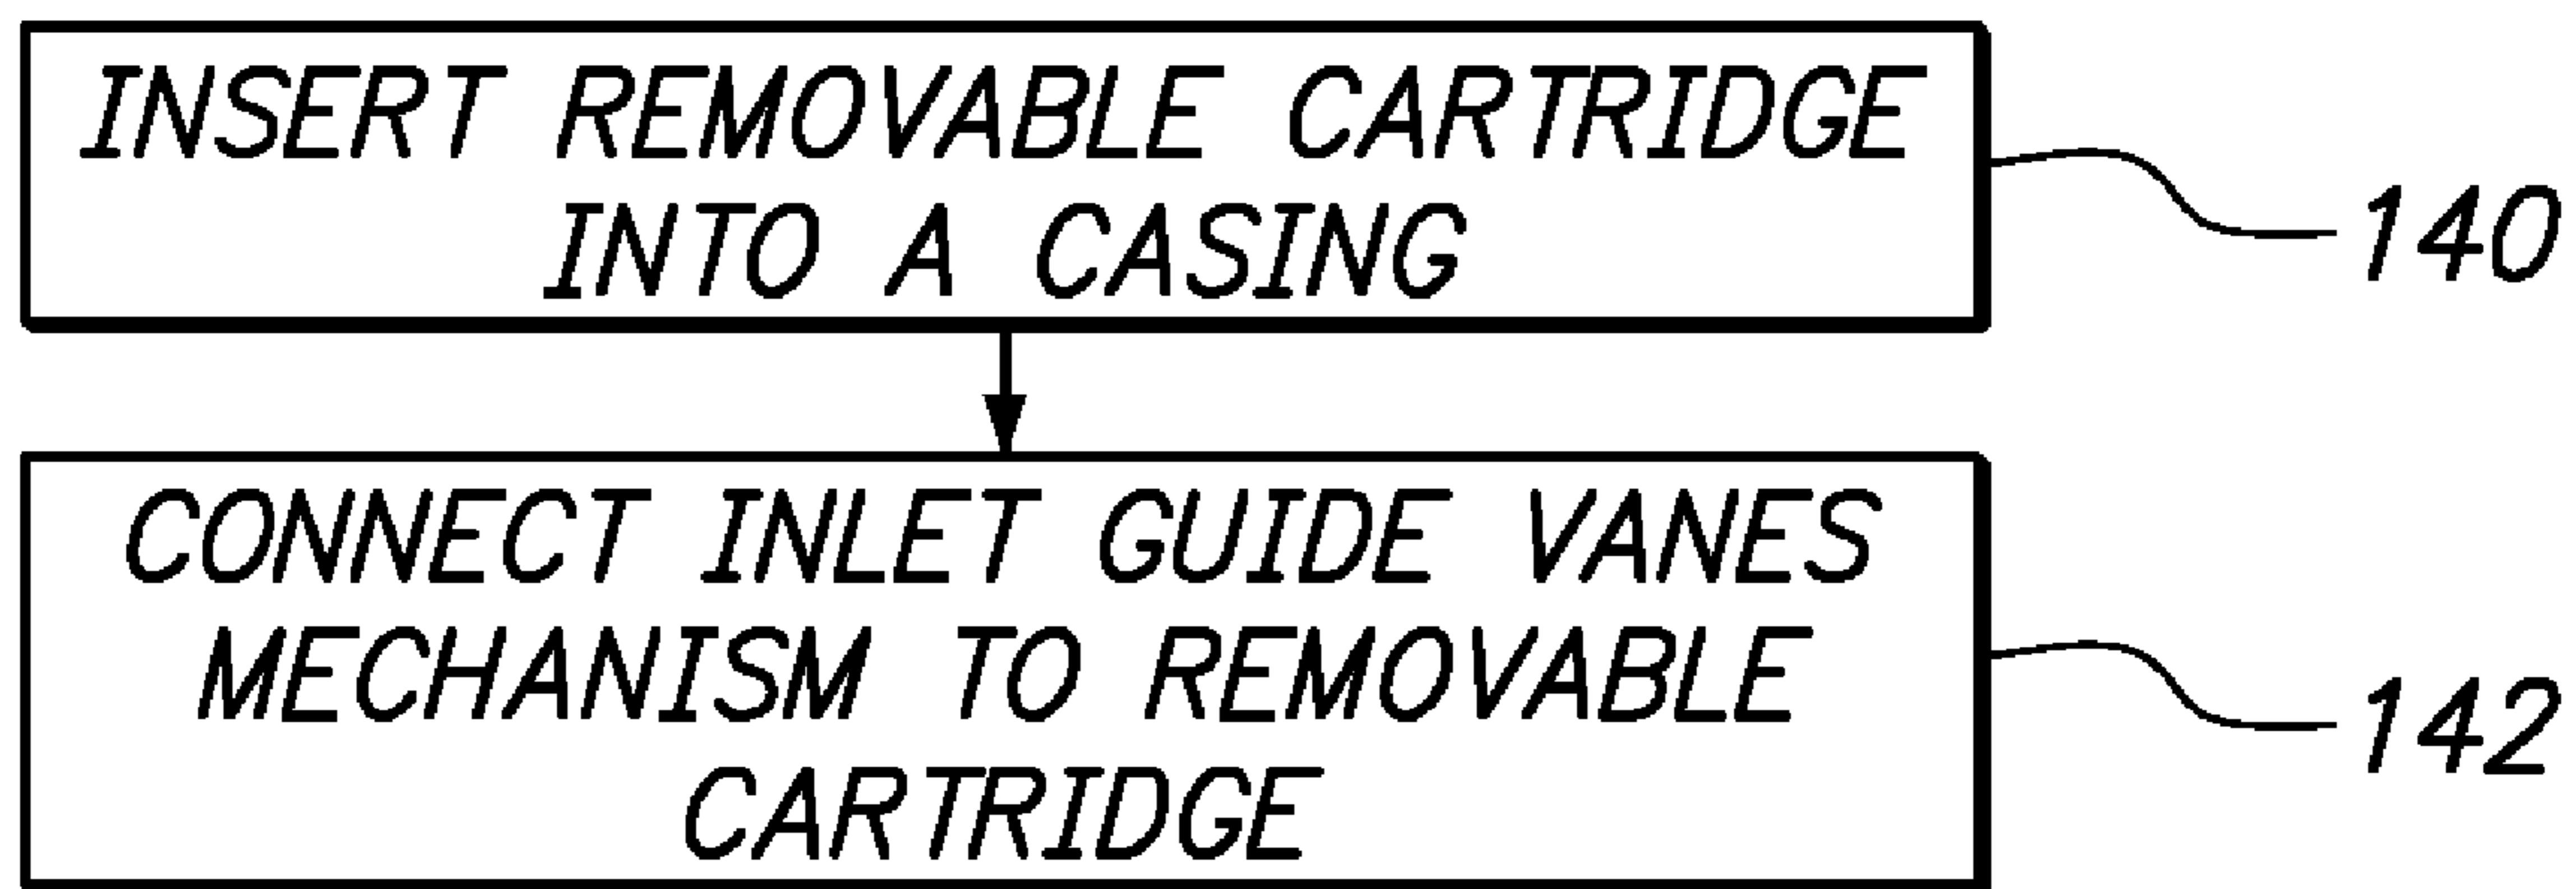 INSERT REMOVABLE CARTRIDGE
INTO A CASING
140
CONNECT INLET GUIDE VANES
MECHANISM TO REMOVABLE
CARTRIDGE
142